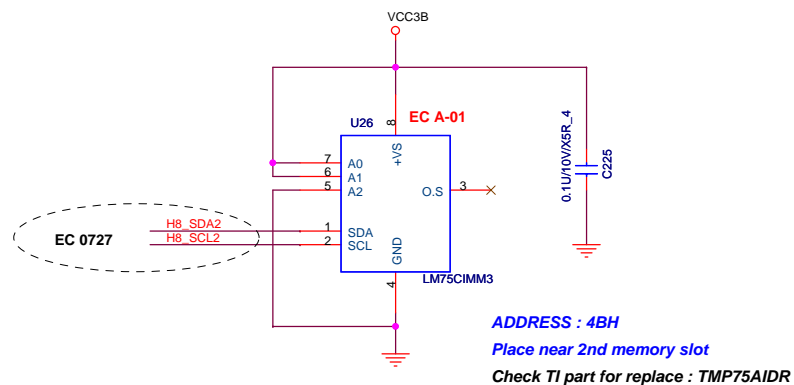 VCC3B
U26
EC A-01
8
+VS
0.1U/10V/X5R_4
C225
7
A0
6
A1
5
A2
O.S
3
H8_SDA2
1
SDA
EC 0727
H8_SCL2
2
SCL
GND
4
LM75CIMM3
ADDRESS : 4BH
Place near 2nd memory slot
Check TI part for replace : TMP75AIDR